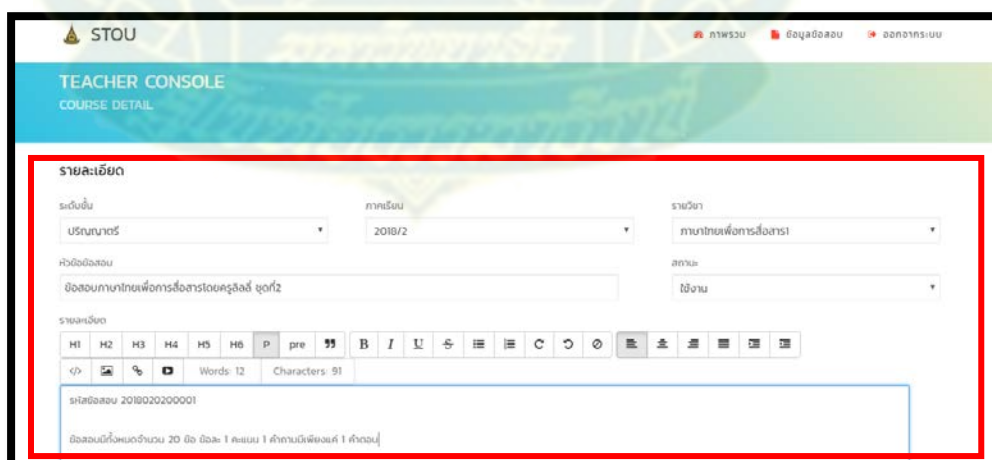 STOU
ภาพรวม ข้อมูลข้อสอบ ออกจากระบบ
TEACHER CONSOLE
COURSE DETAIL
รายละเอียด
ระดับชั้น ภาคเรียน รายวิชา
ปริญญาตรี 2018/2 ภาษาไทยเพื่อการสื่อสาร1
หัวข้อข้อสอบ สถานะ
ข้อสอบภาษาไทยเพื่อการสื่อสารโดยครูลิลลี่ ชุดที่2 ใช้งาน
รายละเอียด
H1 H2 H3 H4 H5 H6 P pre B I U S
Words: 12 Characters: 91
รหัสข้อสอบ 2018020200001
ข้อสอบมีทั้งหมดจำนวน 20 ข้อ ข้อละ 1 คะแนน 1 คำถามมีเพียงแค่ 1 คำตอบ